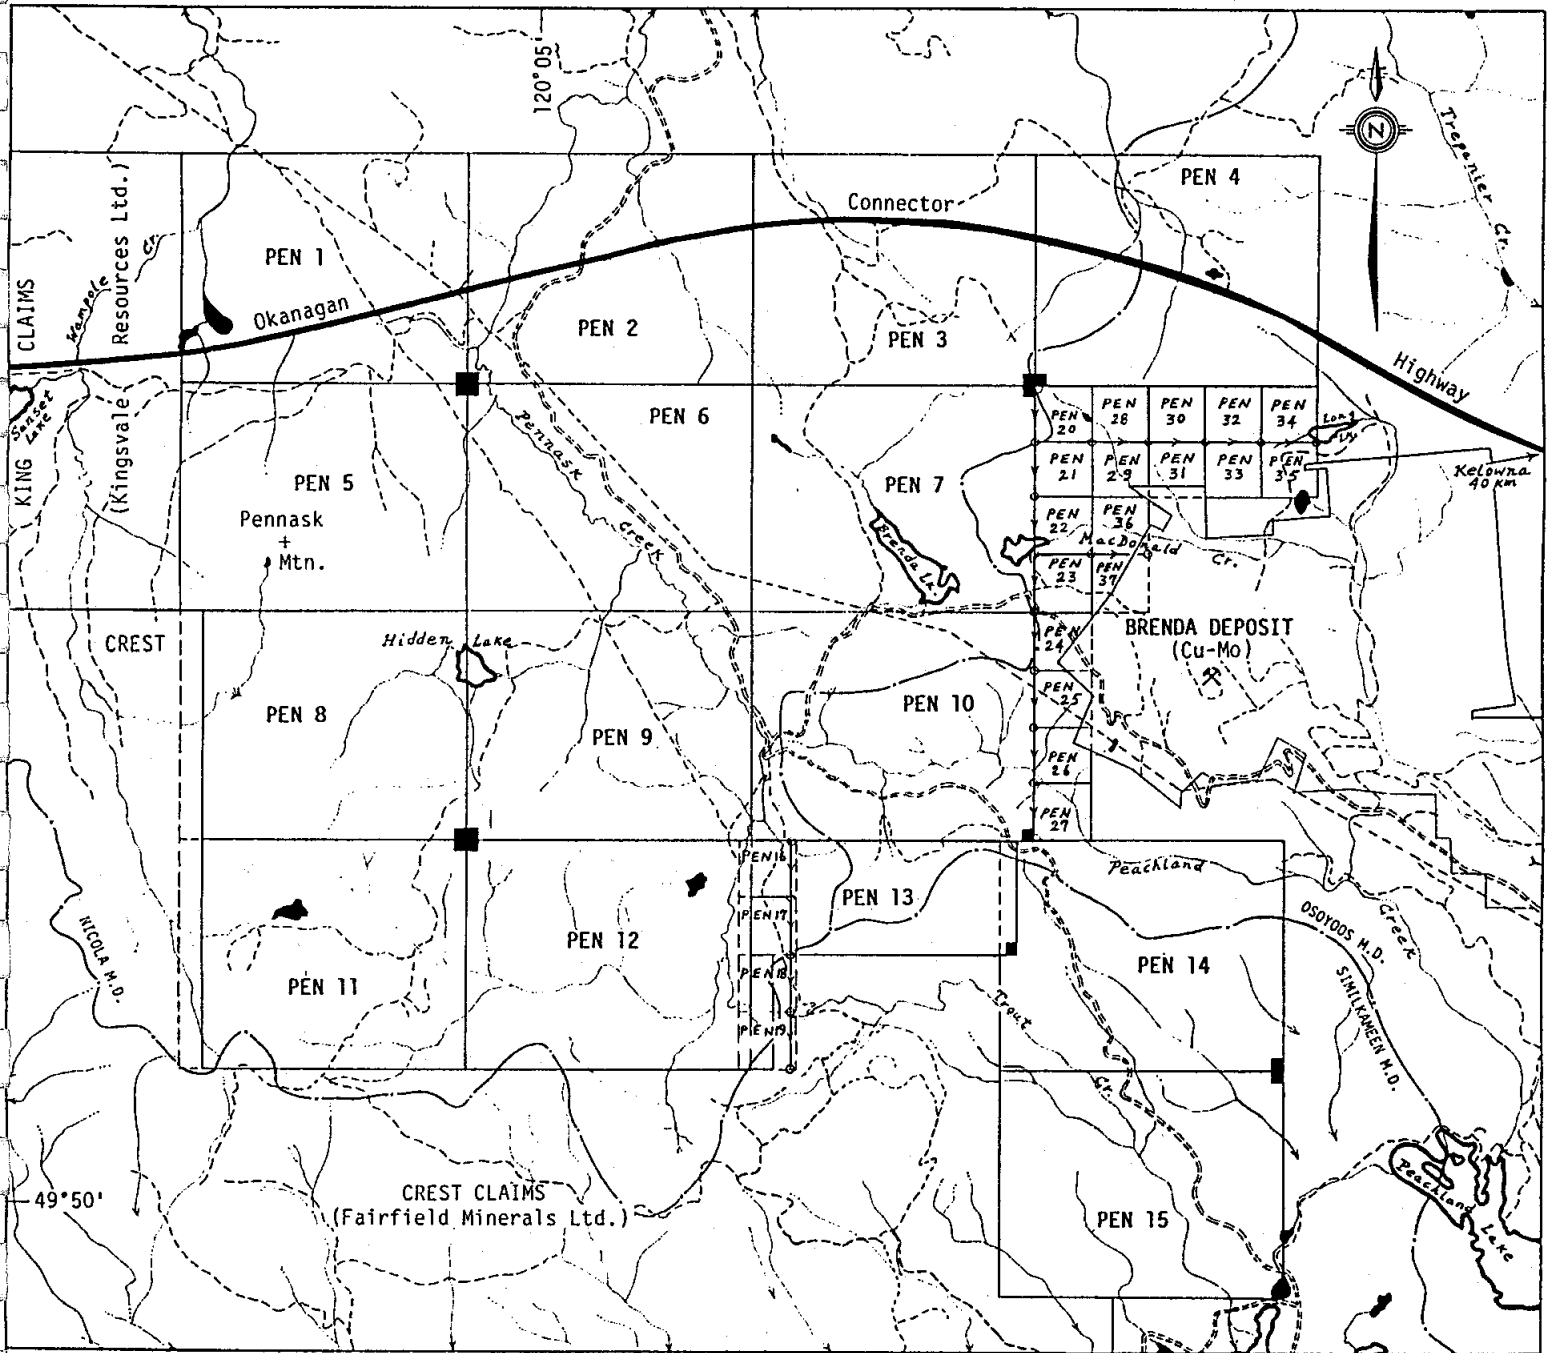 120°05'
N
Trepanier Cr.
PEN 4
Connector
KING CLAIMS
(Kingsvale Resources Ltd.)
Wampole Cr.
PEN 1
Okanagan
PEN 2
PEN 3
Highway
Sunset Lake
PEN 6
PEN 20
PEN 28
PEN 30
PEN 32
PEN 34
Long Lk.
Pennask Creek
PEN 5
PEN 7
PEN 21
PEN 29
PEN 31
PEN 33
PEN 35
Kelowna 40 km
Pennask
+
Mtn.
Brenda Lk.
PEN 22
PEN 36
MacDonald Cr.
PEN 23
PEN 37
CREST
Hidden Lake
PEN 24
BRENDA DEPOSIT
(Cu-Mo)
PEN 8
PEN 9
PEN 10
PEN 25
PEN 26
PEN 27
PEN 16
PEN 13
Peachland Creek
PEN 17
NICOLA M.D.
PEN 11
PEN 12
PEN 18
PEN 19
Trout Cr.
PEN 14
OSOYOOS M.D.
SIMILKAMEEN M.D.
49°50'
CREST CLAIMS
(Fairfield Minerals Ltd.)
PEN 15
Peachland Lake